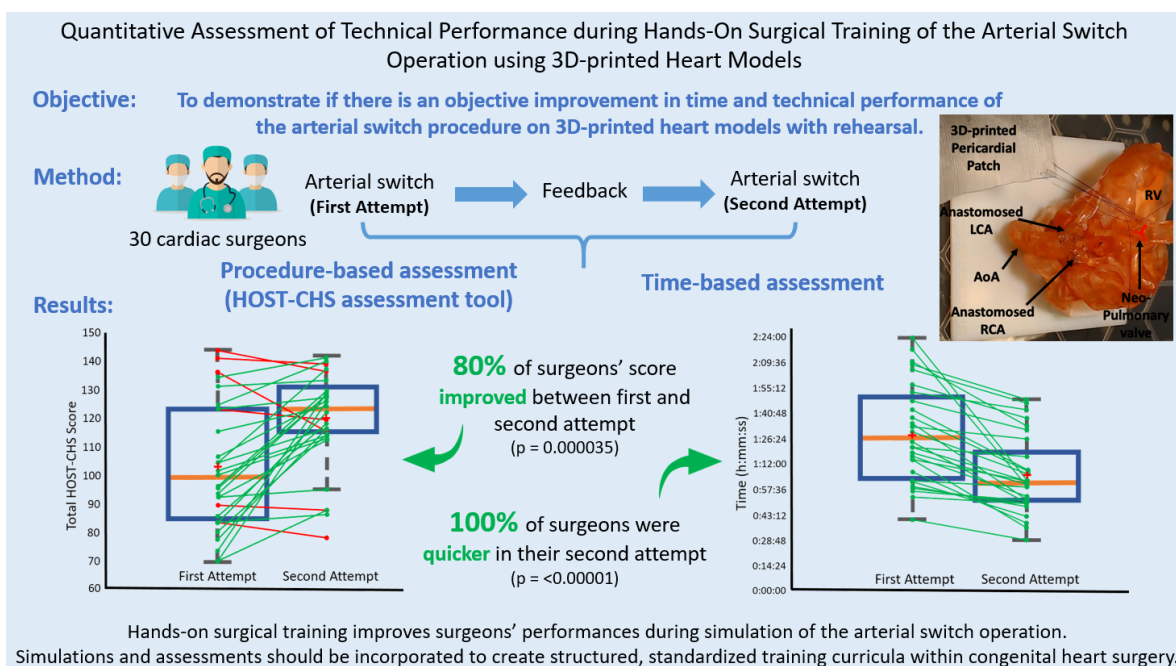 Quantitative Assessment of Technical Performance during Hands-On Surgical Training of the Arterial Switch
Operation using 3D-printed Heart Models
Objective:
To demonstrate if there is an objective improvement in time and technical performance of
the arterial switch procedure on 3D-printed heart models with rehearsal.
Method:
30 cardiac surgeons
Arterial switch
(First Attempt)
Feedback
Arterial switch
(Second Attempt)
3D-printed
Pericardial
Patch
RV
Anastomosed
LCA
AoA
Anastomosed
RCA
Neo-
Pulmonary
valve
Procedure-based assessment
(HOST-CHS assessment tool)
Time-based assessment
Results:
Total HOST-CHS Score
150
140
130
120
110
100
90
80
70
60
First Attempt
Second Attempt
80% of surgeons' score
improved between first and
second attempt
(p = 0.000035)
100% of surgeons were
quicker in their second attempt
(p = <0.00001)
Time (h:mm:ss)
2:24:00
2:09:36
1:55:12
1:40:48
1:26:24
1:12:00
0:57:36
0:43:12
0:28:48
0:14:24
0:00:00
First Attempt
Second Attempt
Hands-on surgical training improves surgeons' performances during simulation of the arterial switch operation.
Simulations and assessments should be incorporated to create structured, standardized training curricula within congenital heart surgery